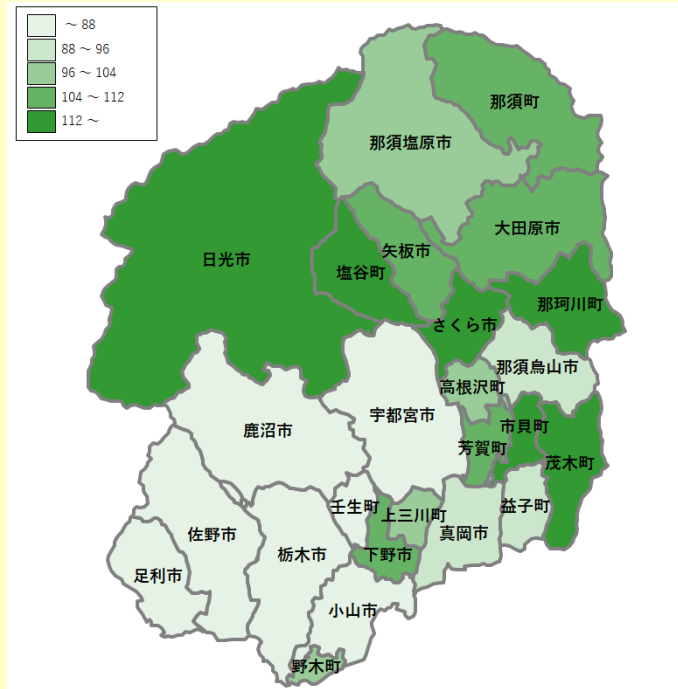 ～ 88
88 ～ 96
96 ～ 104
104 ～ 112
112 ～
那須町
那須塩原市
大田原市
矢板市
日光市
塩谷町
那珂川町
さくら市
那須烏山市
高根沢町
宇都宮市
市貝町
鹿沼市
芳賀町
茂木町
益子町
壬生町
上三川町
真岡市
佐野市
下野市
栃木市
足利市
小山市
野木町